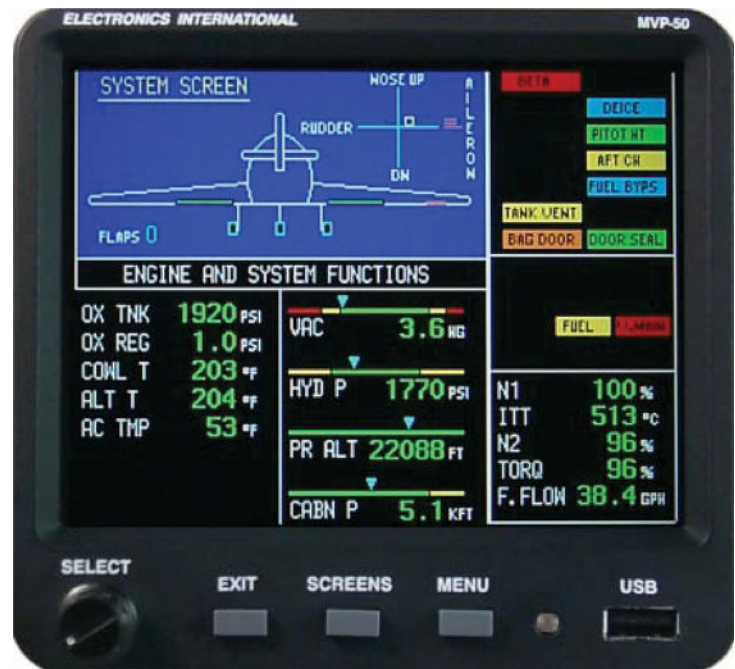 ELECTRONICS INTERNATIONAL
MVP-50
SYSTEM SCREEN
NOSE UP
AILERON
RUDDER
DN
FLAPS 0
BETA
DEICE
PITOT HT
AFT CH
FUEL BYPS
TANK VENT
BAG DOOR DOOR SEAL
ENGINE AND SYSTEM FUNCTIONS
OX TNK 1920 PSI
OX REG 1.0 PSI
COWL T 203 °F
ALT T 204 °F
AC TMP 53 °F
VAC 3.6 HG
HYD P 1770 PSI
PR ALT 22088 FT
CABN P 5.1 KFT
FUEL
N1 100 %
ITT 513 °C
N2 96 %
TORQ 96 %
F.FLOW 38.4 GPH
SELECT
EXIT
SCREENS
MENU
USB